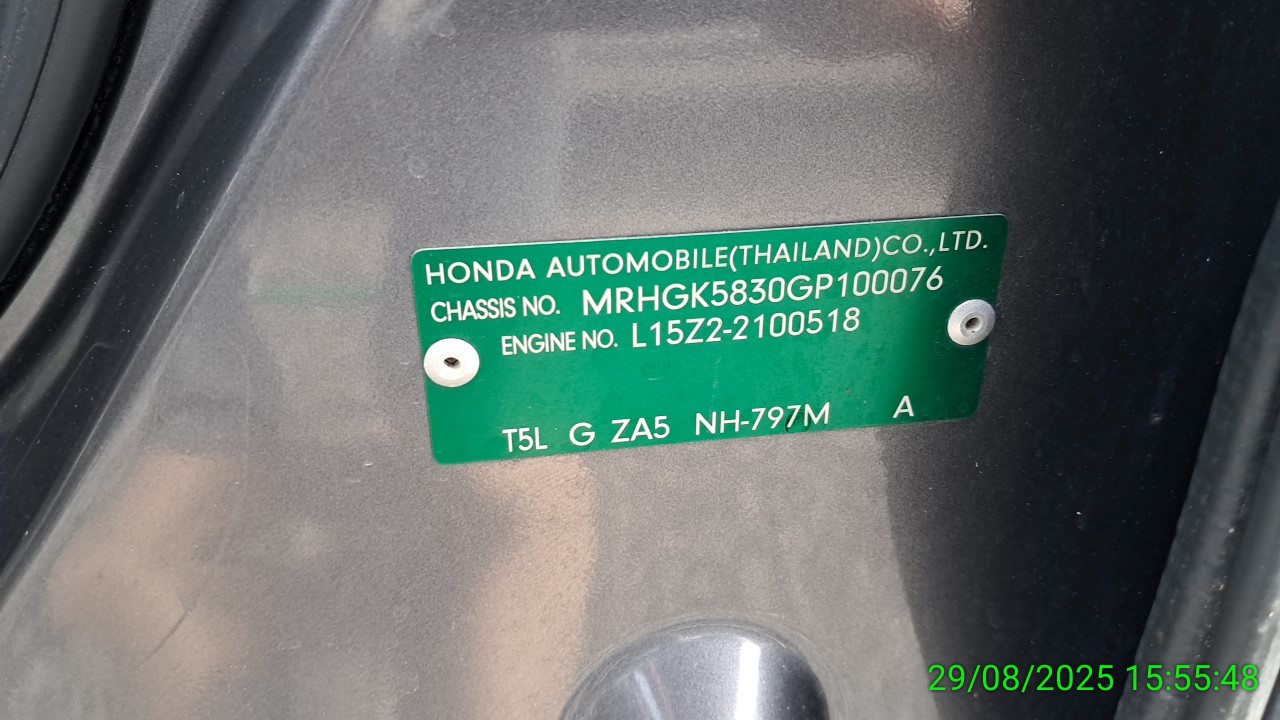 HONDA AUTOMOBILE(THAILAND)CO.,LTD.
CHASSIS NO. MRHGK5830GP100076
ENGINE NO. L15Z2-2100518
T5L G ZA5 NH-797M A
29/08/2025 15:55:48